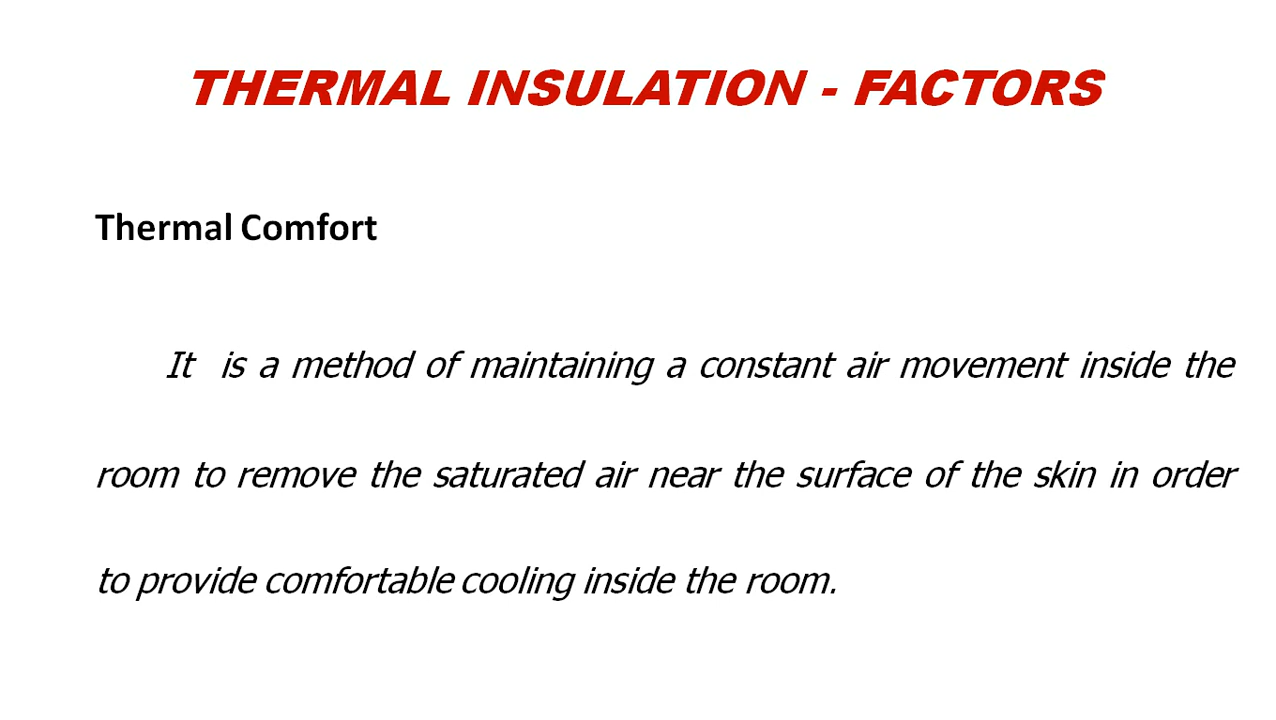 THERMAL INSULATION - FACTORS
Thermal Comfort
It is a method of maintaining a constant air movement inside the
room to remove the saturated air near the surface of the skin in order
to provide comfortable cooling inside the room.